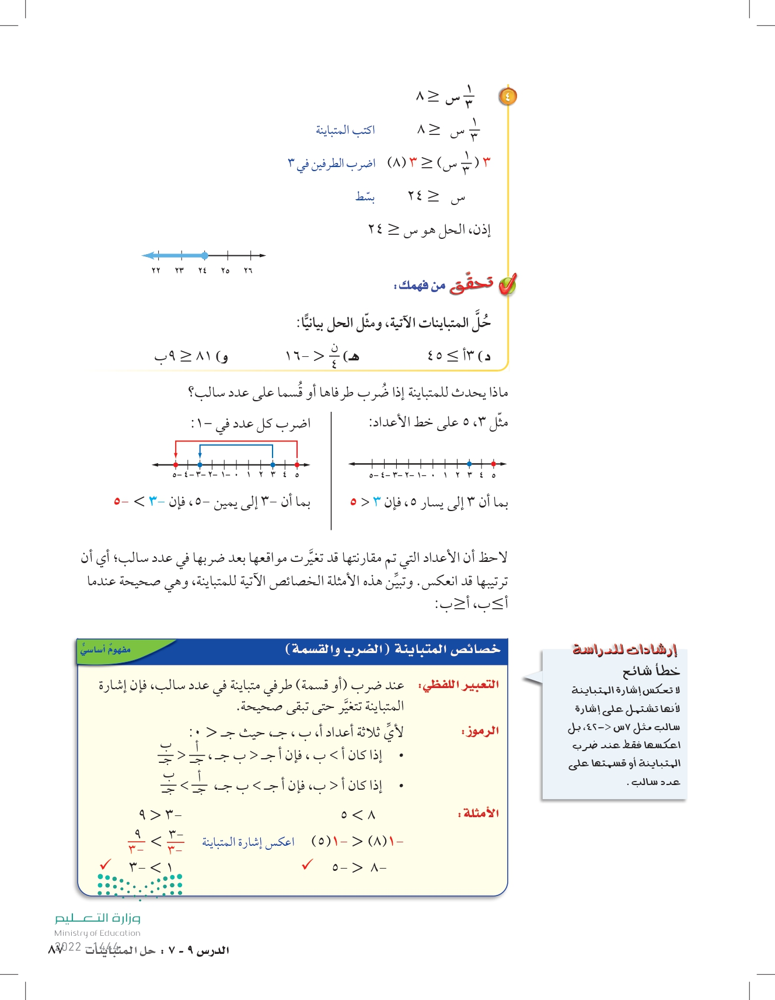 ٤
١/٣ س ≤ ٨
١/٣ س ≤ ٨ اكتب المتباينة
٣ (١/٣ س) ≤ ٣ (٨) اضرب الطرفين في ٣
س ≤ ٢٤ بسّط
إذن، الحل هو س ≤ ٢٤
٢٢ ٢٣ ٢٤ ٢٥ ٢٦
تحقّق من فهمك:
حُلَّ المتباينات الآتية، ومثّل الحل بيانيًّا:
د) ٣أ ≥ ٤٥ هـ) ن/٤ < -١٦ و) ٨١ ≤ ٩ب
ماذا يحدث للمتباينة إذا ضُرب طرفاها أو قُسما على عدد سالب؟
مثّل ٣، ٥ على خط الأعداد:
-٥ -٤ -٣ -٢ -١ ٠ ١ ٢ ٣ ٤ ٥
بما أن ٣ إلى يسار ٥، فإن ٣ < ٥
اضرب كل عدد في -١:
-٥ -٤ -٣ -٢ -١ ٠ ١ ٢ ٣ ٤ ٥
بما أن -٣ إلى يمين -٥، فإن -٣ > -٥
لاحظ أن الأعداد التي تم مقارنتها قد تغيَّرت مواقعها بعد ضربها في عدد سالب؛ أي أن
ترتيبها قد انعكس. وتبيِّن هذه الأمثلة الخصائص الآتية للمتباينة، وهي صحيحة عندما
أ≥ب، أ≤ب:
خصائص المتباينة (الضرب والقسمة) مفهومٌ أساسيٌّ
التعبير اللفظي: عند ضرب (أو قسمة) طرفي متباينة في عدد سالب، فإن إشارة
المتباينة تتغيَّر حتى تبقى صحيحة.
الرموز: لأيِّ ثلاثة أعداد أ، ب، جـ، حيث جـ < ٠:
• إذا كان أ > ب، فإن أ جـ < ب جـ، أ/جـ < ب/جـ
• إذا كان أ < ب، فإن أ جـ > ب جـ، أ/جـ > ب/جـ
الأمثلة: ٨ > ٥ -٣ < ٩
-١(٨) < -١(٥) اعكس إشارة المتباينة -٣/-٣ > ٩/-٣
-٨ < -٥ ✓ ١ > -٣ ✓
إرشادات للدراسة
خطأ شائع
لا تعكس إشارة المتباينة
لأنها تشتمل على إشارة
سالب مثل ٧س < -٤٢، بل
اعكسها فقط عند ضرب
المتباينة أو قسمتها على
عدد سالب.
وزارة التعليم
Ministry of Education
2022 - 1444
الدرس ٩ - ٧ : حل المتباينات ٨٧